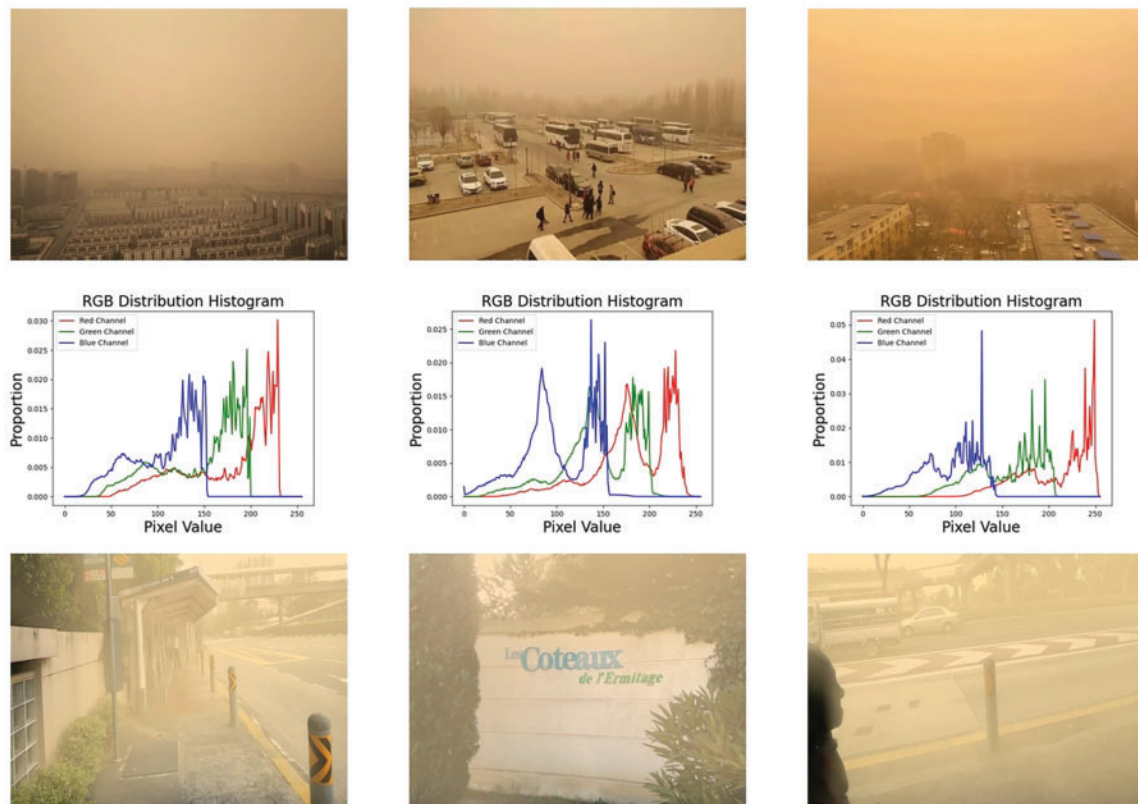 RGB Distribution Histogram
Red Channel
Green Channel
Blue Channel
Proportion
0.030
0.025
0.020
0.015
0.010
0.005
0.000
0
50
100
150
200
250
Pixel Value
RGB Distribution Histogram
Red Channel
Green Channel
Blue Channel
Proportion
0.025
0.020
0.015
0.010
0.005
0.000
0
50
100
150
200
250
Pixel Value
RGB Distribution Histogram
Red Channel
Green Channel
Blue Channel
Proportion
0.05
0.04
0.03
0.02
0.01
0.00
0
50
100
150
200
250
Pixel Value
Les Coteaux
de l'Ermitage